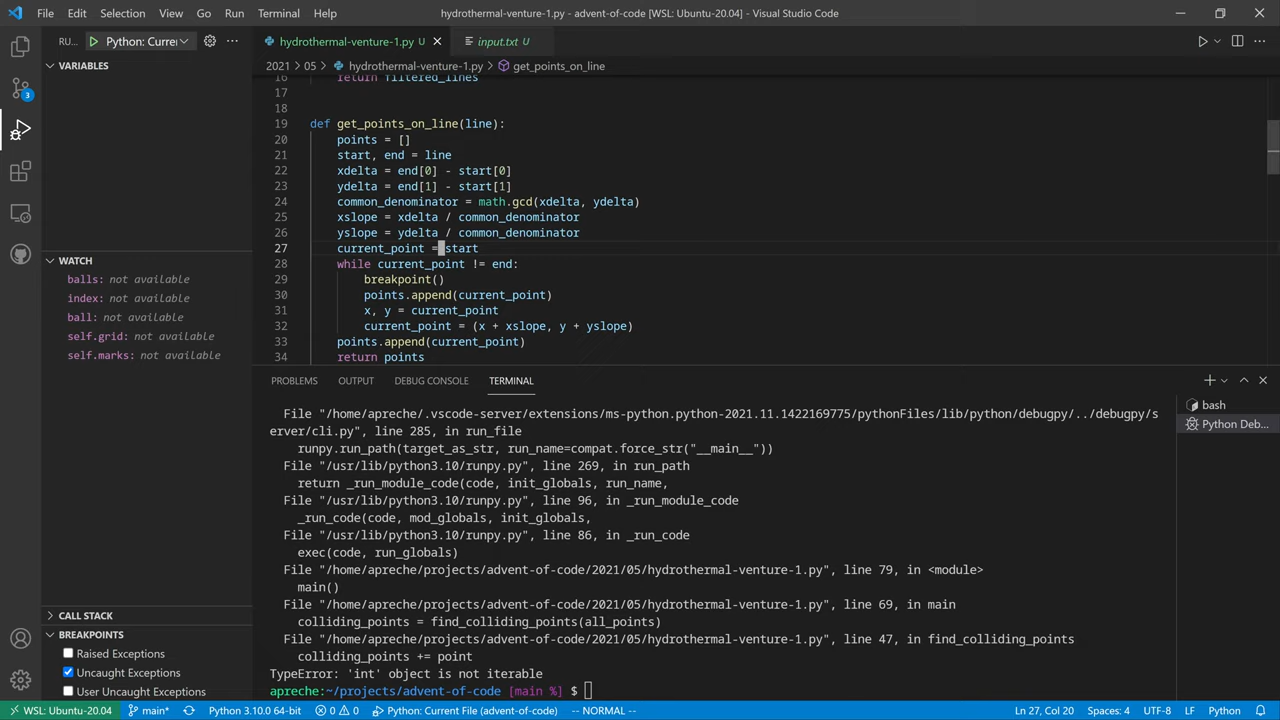 File Edit Selection View Go Run Terminal Help hydrothermal-venture-1.py - advent-of-code [WSL: Ubuntu-20.04] - Visual Studio Code
RU... Python: Currer
hydrothermal-venture-1.py U input.txt U
2021 > 05 > hydrothermal-venture-1.py > get_points_on_line
VARIABLES
WATCH
balls: not available
index: not available
ball: not available
self.grid: not available
self.marks: not available
CALL STACK
BREAKPOINTS
Raised Exceptions
Uncaught Exceptions
User Uncaught Exceptions
3
16 return filtered_lines
17
18
19 def get_points_on_line(line):
20 points = []
21 start, end = line
22 xdelta = end[0] - start[0]
23 ydelta = end[1] - start[1]
24 common_denominator = math.gcd(xdelta, ydelta)
25 xslope = xdelta / common_denominator
26 yslope = ydelta / common_denominator
27 current_point = start
28 while current_point != end:
29 breakpoint()
30 points.append(current_point)
31 x, y = current_point
32 current_point = (x + xslope, y + yslope)
33 points.append(current_point)
34 return points
PROBLEMS OUTPUT DEBUG CONSOLE TERMINAL
File "/home/apreche/.vscode-server/extensions/ms-python.python-2021.11.1422169775/pythonFiles/lib/python/debugpy/../debugpy/s
erver/cli.py", line 285, in run_file
runpy.run_path(target_as_str, run_name=compat.force_str("__main__"))
File "/usr/lib/python3.10/runpy.py", line 269, in run_path
return _run_module_code(code, init_globals, run_name,
File "/usr/lib/python3.10/runpy.py", line 96, in _run_module_code
_run_code(code, mod_globals, init_globals,
File "/usr/lib/python3.10/runpy.py", line 86, in _run_code
exec(code, run_globals)
File "/home/apreche/projects/advent-of-code/2021/05/hydrothermal-venture-1.py", line 79, in <module>
main()
File "/home/apreche/projects/advent-of-code/2021/05/hydrothermal-venture-1.py", line 69, in main
colliding_points = find_colliding_points(all_points)
File "/home/apreche/projects/advent-of-code/2021/05/hydrothermal-venture-1.py", line 47, in find_colliding_points
colliding_points += point
TypeError: 'int' object is not iterable
apreche:~/projects/advent-of-code [main %] $
bash
Python Deb...
WSL: Ubuntu-20.04 main* Python 3.10.0 64-bit 0 0 Python: Current File (advent-of-code) -- NORMAL -- Ln 27, Col 20 Spaces: 4 UTF-8 LF Python